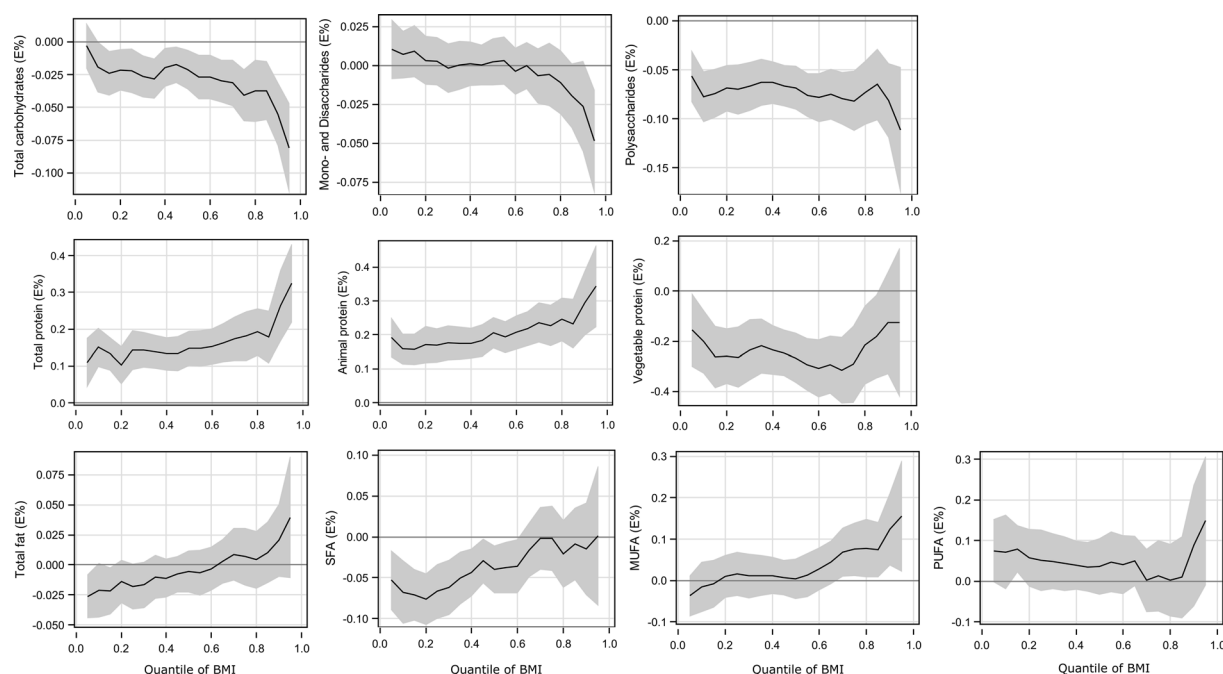 Total carbohydrates (E%)
0.000
-0.025
-0.050
-0.075
-0.100
0.0 0.2 0.4 0.6 0.8 1.0
Mono- and Disaccharides (E%)
0.025
0.000
-0.025
-0.050
-0.075
0.0 0.2 0.4 0.6 0.8 1.0
Polysaccharides (E%)
0.00
-0.05
-0.10
-0.15
0.0 0.2 0.4 0.6 0.8 1.0
Total protein (E%)
0.4
0.3
0.2
0.1
0.0
0.0 0.2 0.4 0.6 0.8 1.0
Animal protein (E%)
0.4
0.3
0.2
0.1
0.0
0.0 0.2 0.4 0.6 0.8 1.0
Vegetable protein (E%)
0.2
0.0
-0.2
-0.4
0.0 0.2 0.4 0.6 0.8 1.0
Total fat (E%)
0.075
0.050
0.025
0.000
-0.025
-0.050
0.0 0.2 0.4 0.6 0.8 1.0
Quantile of BMI
SFA (E%)
0.10
0.05
0.00
-0.05
-0.10
0.0 0.2 0.4 0.6 0.8 1.0
Quantile of BMI
MUFA (E%)
0.3
0.2
0.1
0.0
-0.1
0.0 0.2 0.4 0.6 0.8 1.0
Quantile of BMI
PUFA (E%)
0.3
0.2
0.1
0.0
-0.1
0.0 0.2 0.4 0.6 0.8 1.0
Quantile of BMI